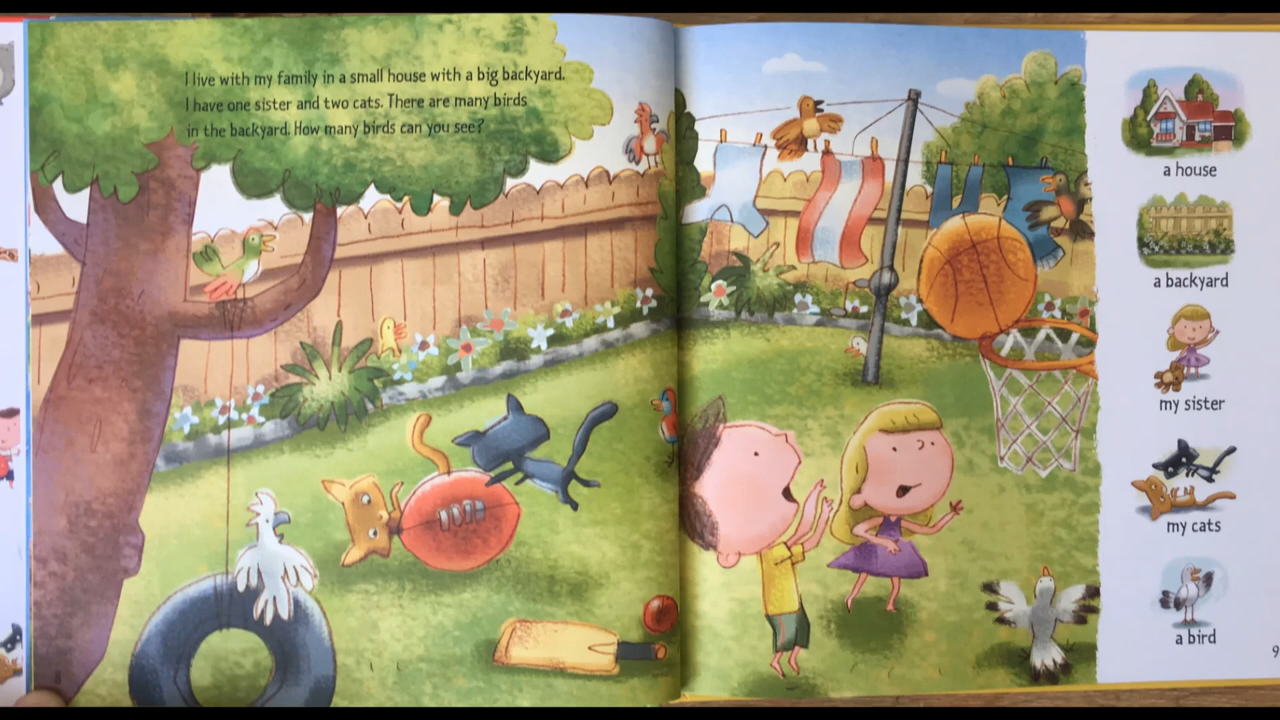 I live with my family in a small house with a big backyard.
I have one sister and two cats. There are many birds
in the backyard. How many birds can you see?
a house
a backyard
my sister
my cats
a bird
8
9